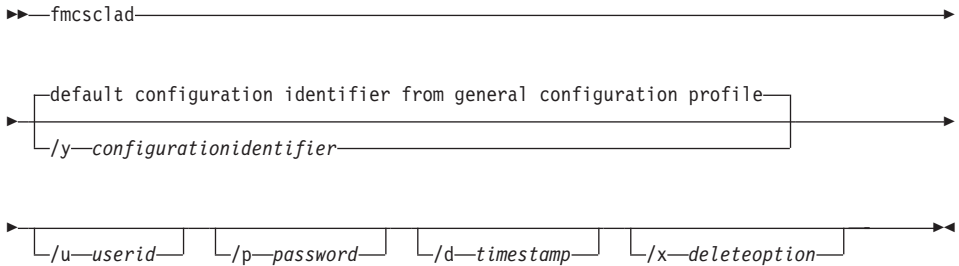 fmcsclad
default configuration identifier from general configuration profile
/y configurationidentifier
/u userid /p password /d timestamp /x deleteoption